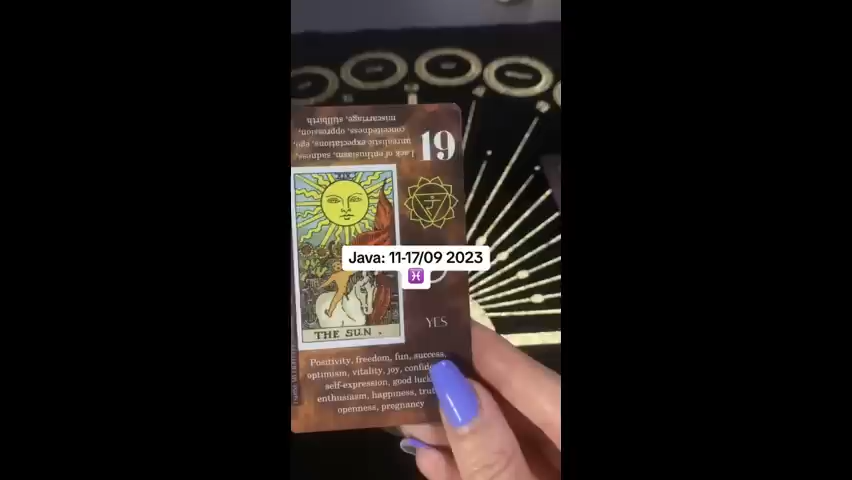 miscarriage, stillbirth
conceitedness, oppression,
unrealistic expectations, ego,
Lack of enthusiasm, sadness,
19
XIX
Java: 11-17/09 2023
♓
YES
THE SUN.
Positivity, freedom, fun, success,
optimism, vitality, joy,
self-expression, good luck
enthusiasm, happiness,
openness, pregnancy